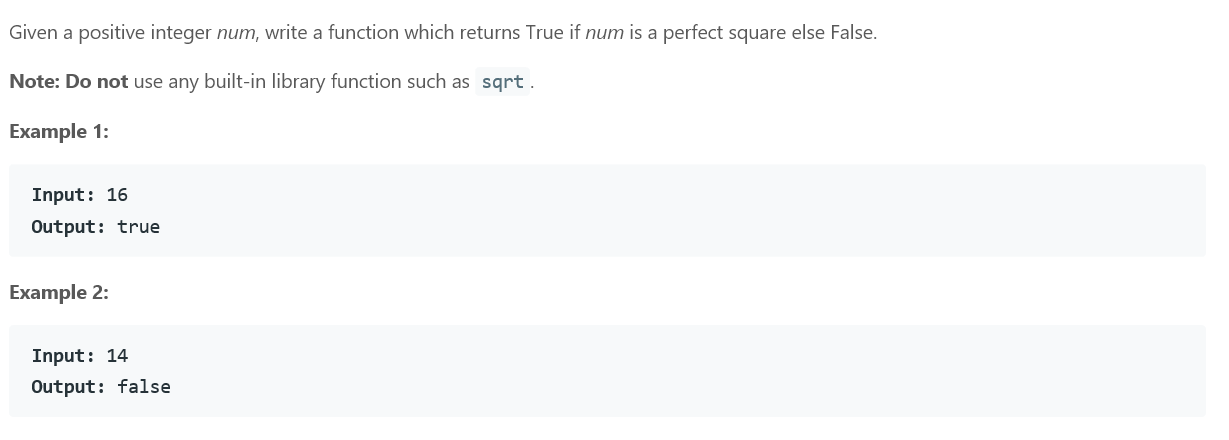 Given a positive integer num, write a function which returns True if num is a perfect square else False.
Note: Do not use any built-in library function such as sqrt.
Example 1:
Input: 16
Output: true
Example 2:
Input: 14
Output: false